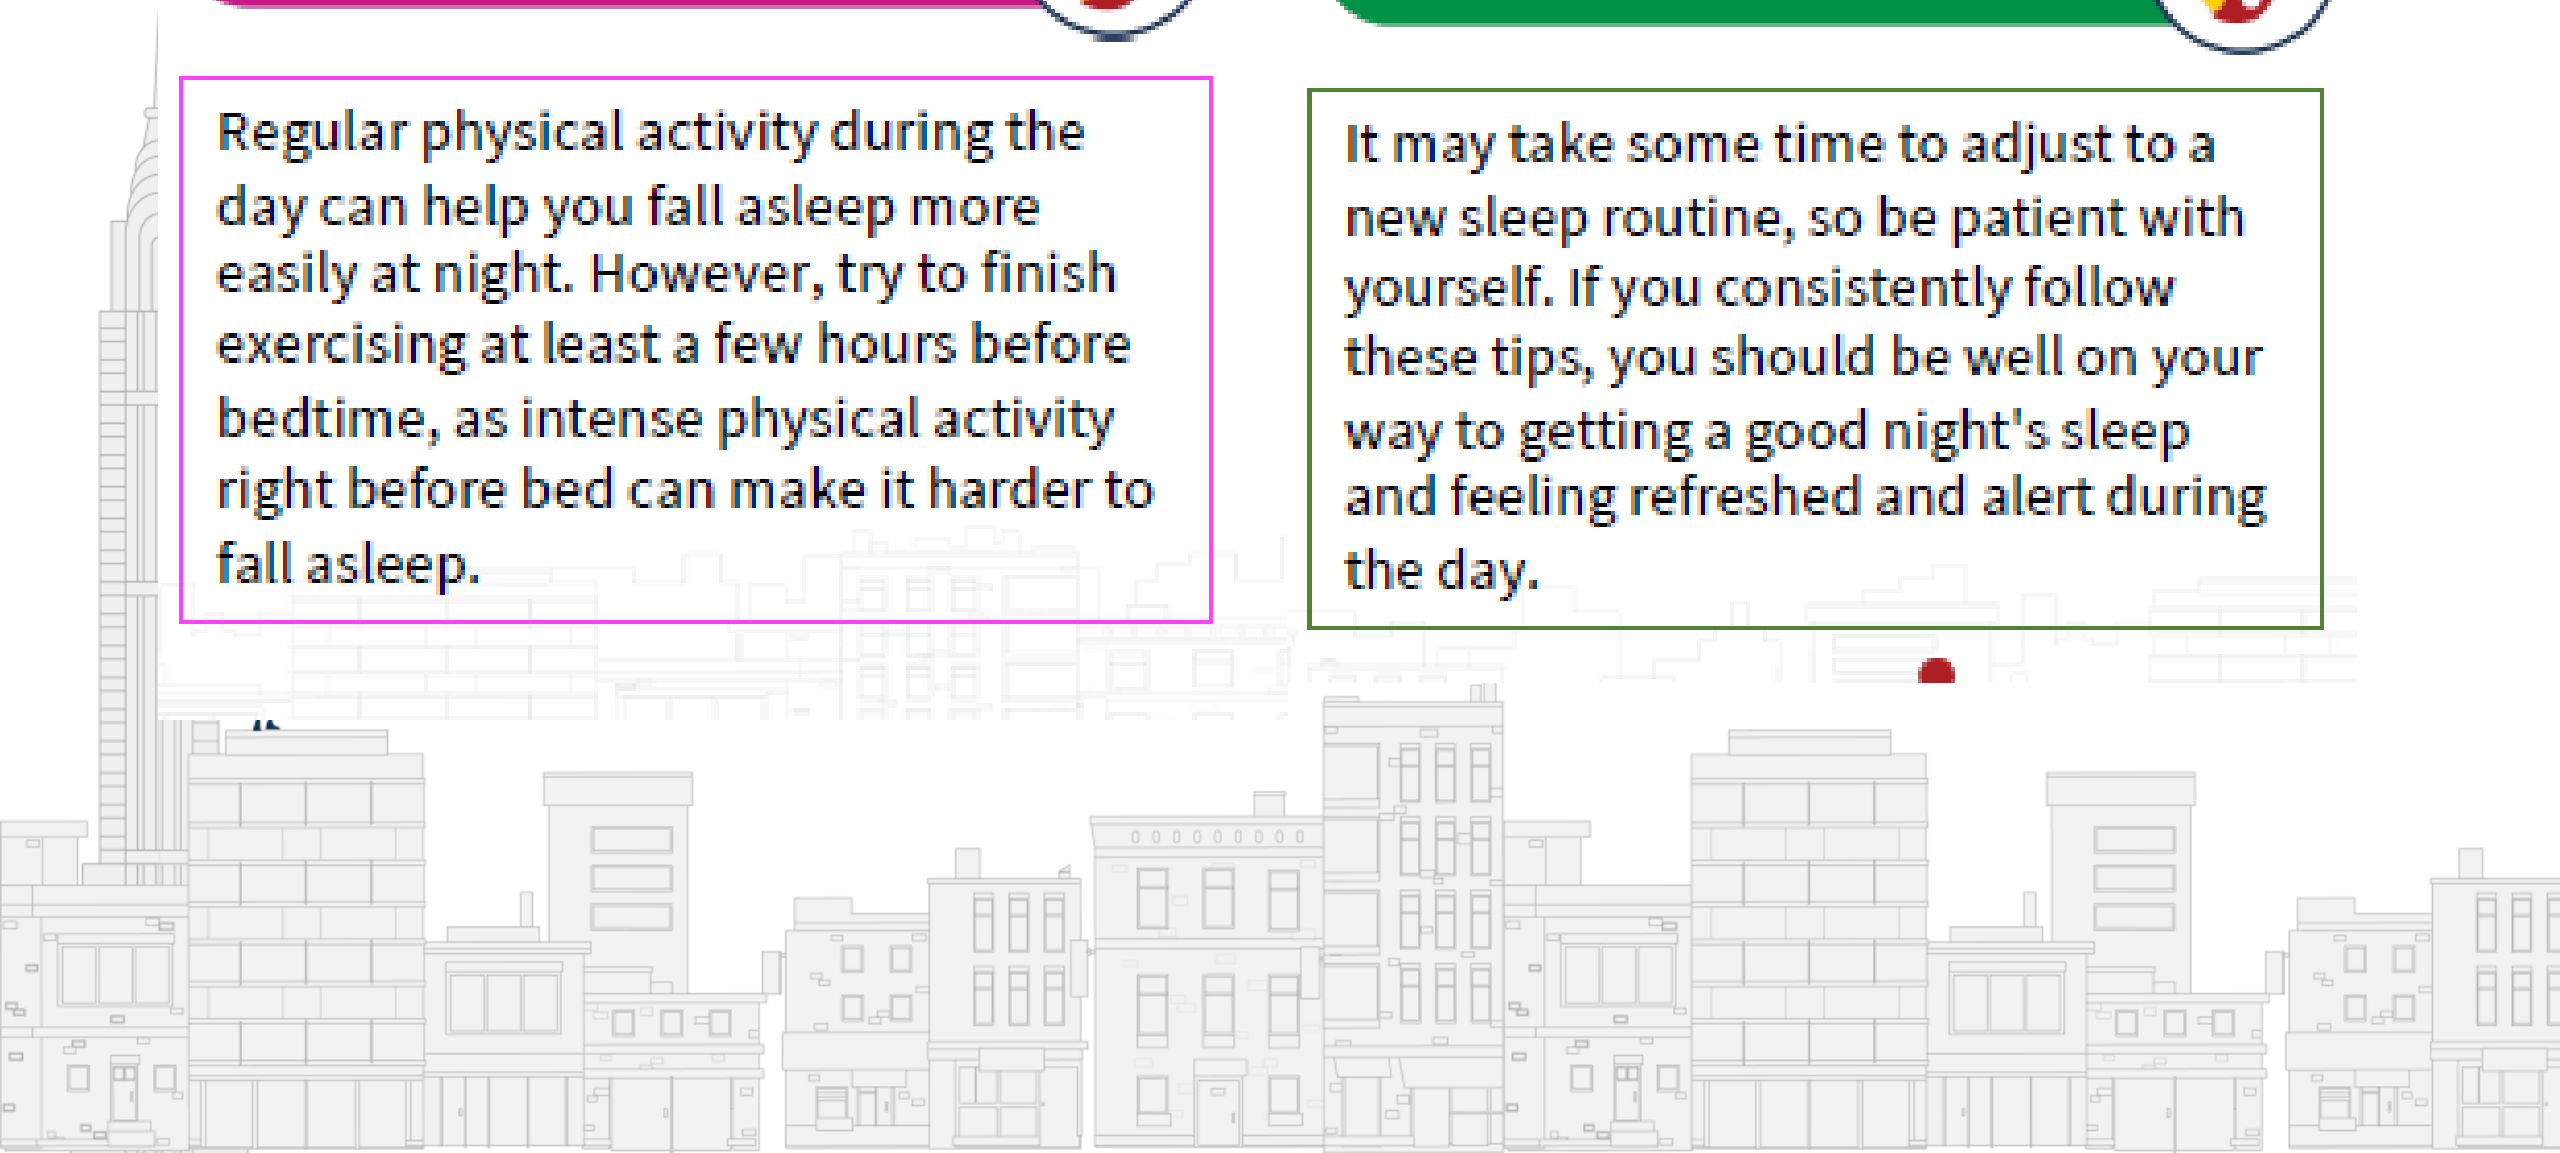 Regular physical activity during the
day can help you fall asleep more
easily at night. However, try to finish
exercising at least a few hours before
bedtime, as intense physical activity
right before bed can make it harder to
fall asleep.
It may take some time to adjust to a
new sleep routine, so be patient with
yourself. If you consistently follow
these tips, you should be well on your
way to getting a good night's sleep
and feeling refreshed and alert during
the day.